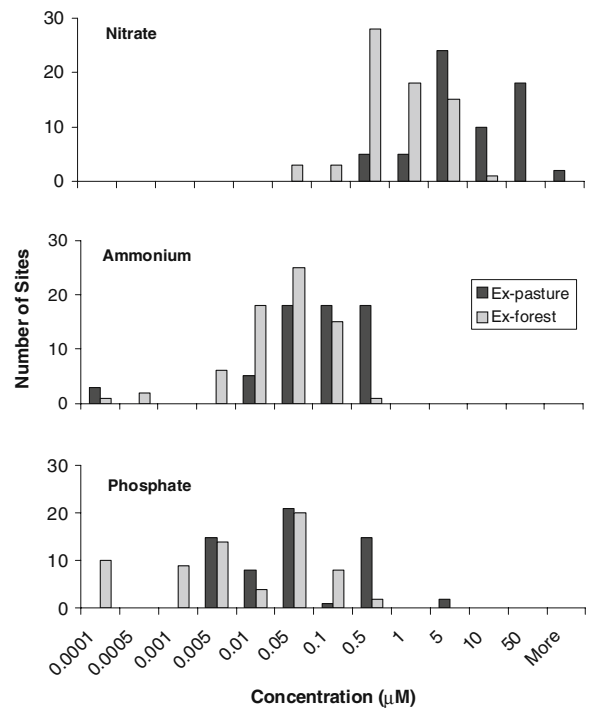 30
Nitrate
20
10
0
30
Ammonium
20
10
0
Ex-pasture
Ex-forest
Number of Sites
30
Phosphate
20
10
0
0.0001 0.0005 0.001 0.005 0.01 0.05 0.1 0.5 1 5 10 50 More
Concentration (μM)